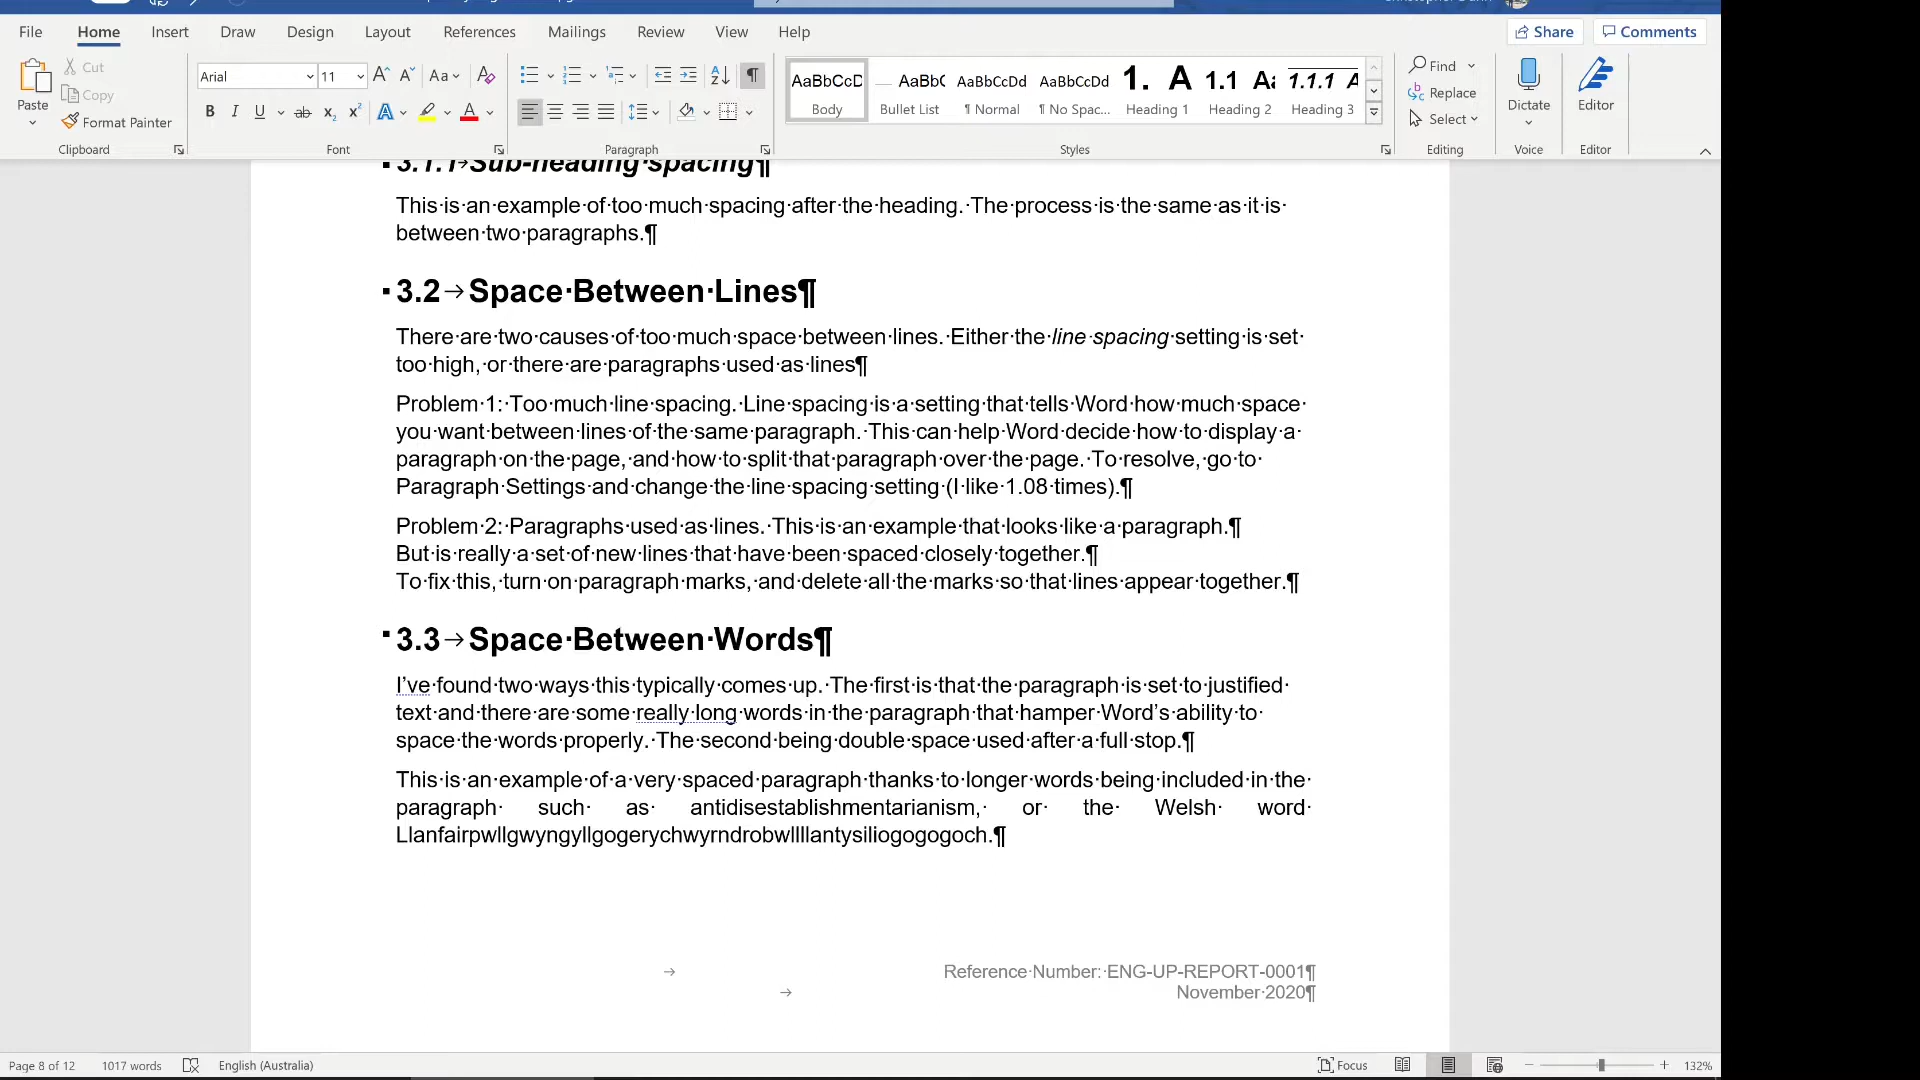 File Home Insert Draw Design Layout References Mailings Review View Help Share Comments
Paste
Cut
Copy
Format Painter
Clipboard
Arial 11
Font
Paragraph
AaBbCcD AaBbC AaBbCcDd AaBbCcDd 1. A 1.1 Aa 1.1.1 A
Body Bullet List ¶ Normal ¶ No Spac... Heading 1 Heading 2 Heading 3
Styles
Find
Replace
Select
Editing
Dictate
Voice
Editor
Editor
3.1.1→Sub-heading·spacing¶
This·is·an·example·of·too·much·spacing·after·the·heading.·The·process·is·the·same·as·it·is·
between·two·paragraphs.¶
3.2→Space·Between·Lines¶
There·are·two·causes·of·too·much·space·between·lines.·Either·the·line·spacing·setting·is·set·
too·high,·or·there·are·paragraphs·used·as·lines¶
Problem·1:·Too·much·line·spacing.·Line·spacing·is·a·setting·that·tells·Word·how·much·space·
you·want·between·lines·of·the·same·paragraph.·This·can·help·Word·decide·how·to·display·a·
paragraph·on·the·page,·and·how·to·split·that·paragraph·over·the·page.·To·resolve,·go·to·
Paragraph·Settings·and·change·the·line·spacing·setting·(I·like·1.08·times).¶
Problem·2:·Paragraphs·used·as·lines.·This·is·an·example·that·looks·like·a·paragraph.¶
But·is·really·a·set·of·new·lines·that·have·been·spaced·closely·together.¶
To·fix·this,·turn·on·paragraph·marks,·and·delete·all·the·marks·so·that·lines·appear·together.¶
3.3→Space·Between·Words¶
I've·found·two·ways·this·typically·comes·up.·The·first·is·that·the·paragraph·is·set·to·justified·
text·and·there·are·some·really·long·words·in·the·paragraph·that·hamper·Word's·ability·to·
space·the·words·properly.·The·second·being·double·space·used·after·a·full·stop.¶
This·is·an·example·of·a·very·spaced·paragraph·thanks·to·longer·words·being·included·in·the·
paragraph· such· as· antidisestablishmentarianism,· or· the· Welsh· word·
Llanfairpwllgwyngyllgogerychwyrndrobwllllantysiliogogogoch.¶
→ Reference·Number:·ENG-UP-REPORT-0001¶
→ November·2020¶
Page 8 of 12 1017 words English (Australia) Focus 132%